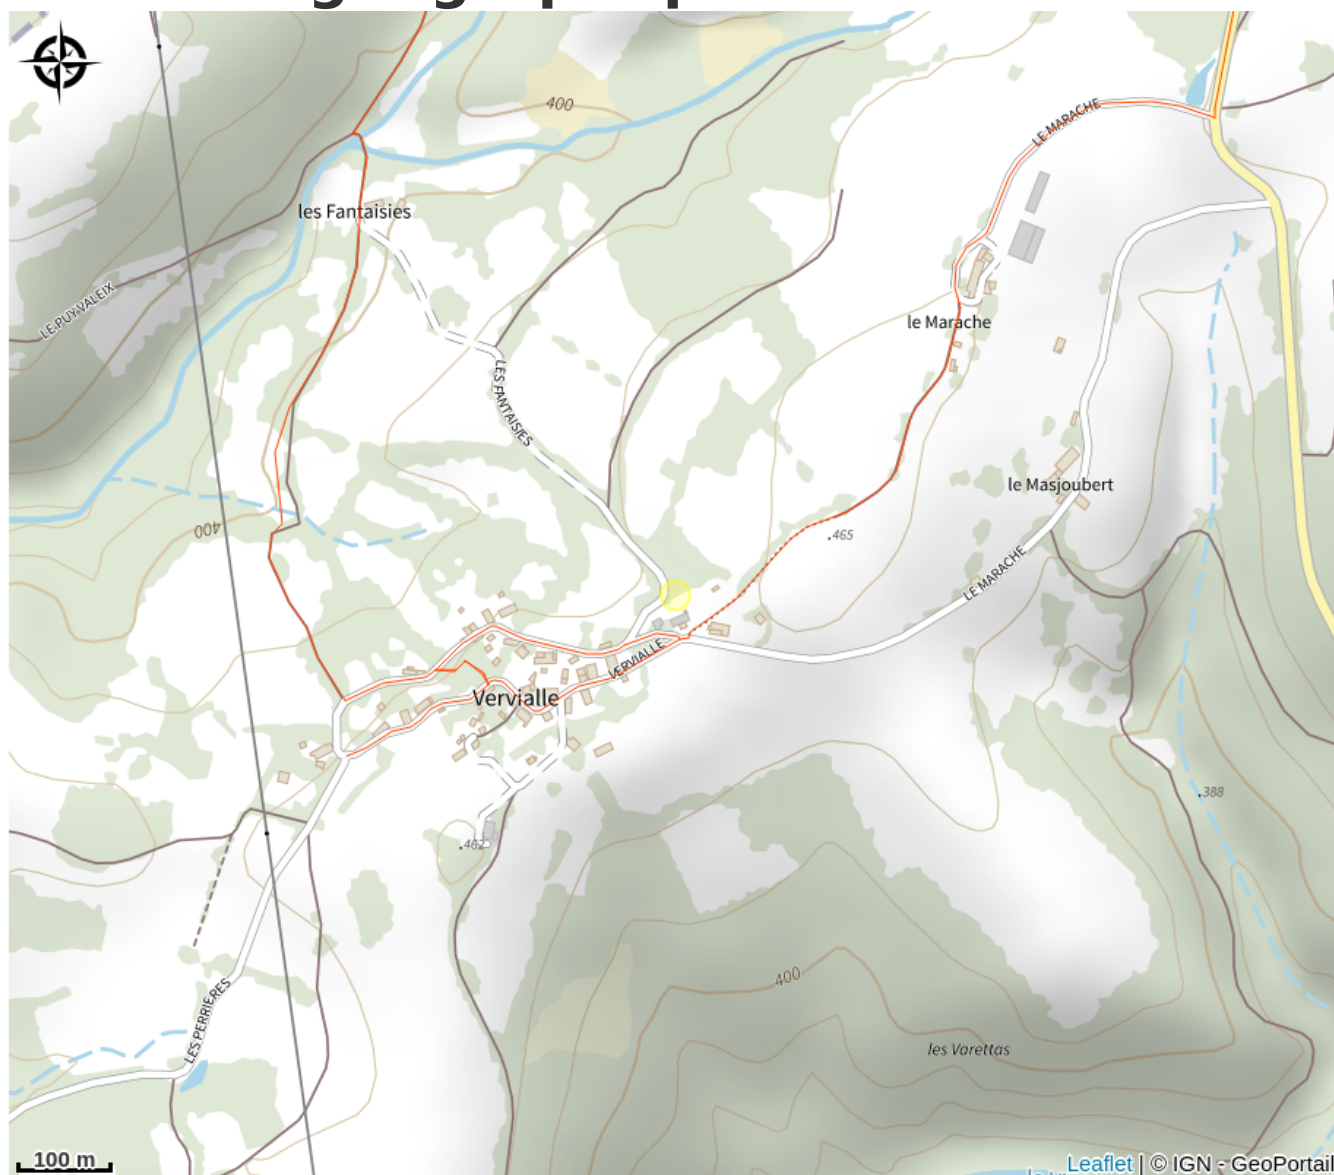 400
LE MARACHE
les Fantaisies
LE PUY VALEIX
le Marache
LES FANTAISIES
le Masjoubert
400
.465
LE MARACHE
VERVIALLE
Vervialle
.388
.462
400
LES PERRIERES
les Varettas
100 m
Leaflet | © IGN - GeoPortail